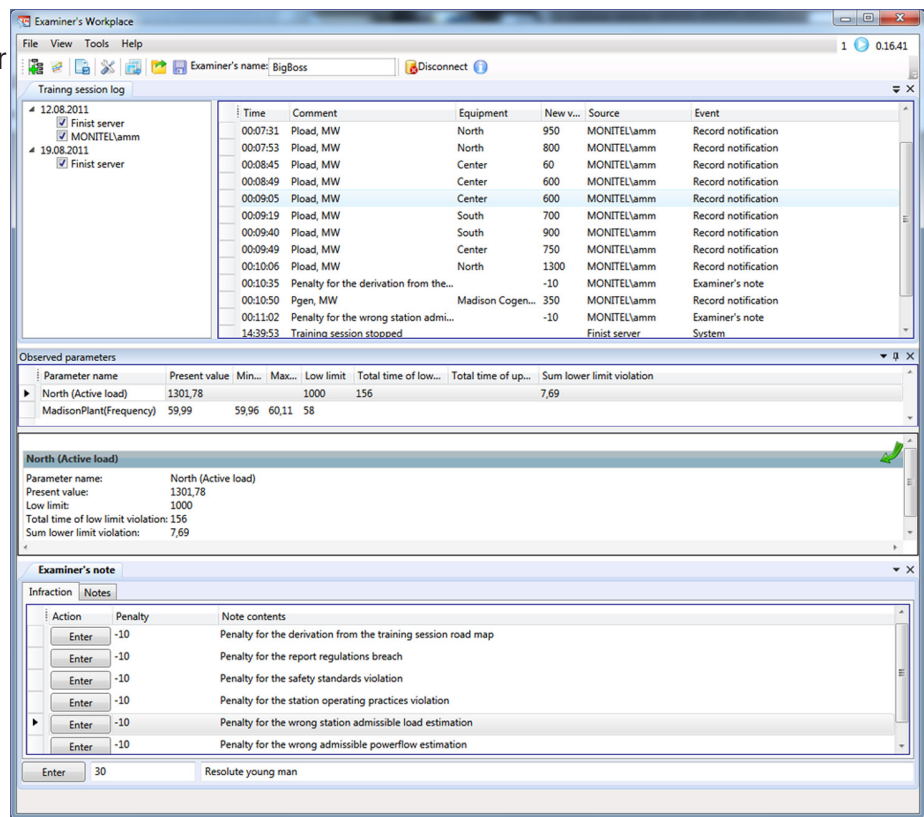 Examiner's Workplace
r
File View Tools Help 1 0.16.41
Examiner's name: BigBoss Disconnect
Trainng session log
12.08.2011
Finist server
MONITEL\amm
19.08.2011
Finist server
Time Comment Equipment New v... Source Event
00:07:31 Pload, MW North 950 MONITEL\amm Record notification
00:07:53 Pload, MW North 800 MONITEL\amm Record notification
00:08:45 Pload, MW Center 60 MONITEL\amm Record notification
00:08:49 Pload, MW Center 600 MONITEL\amm Record notification
00:09:05 Pload, MW Center 600 MONITEL\amm Record notification
00:09:19 Pload, MW South 700 MONITEL\amm Record notification
00:09:40 Pload, MW South 900 MONITEL\amm Record notification
00:09:49 Pload, MW Center 750 MONITEL\amm Record notification
00:10:06 Pload, MW North 1300 MONITEL\amm Record notification
00:10:35 Penalty for the derivation from the... -10 MONITEL\amm Examiner's note
00:10:50 Pgen, MW Madison Cogen... 350 MONITEL\amm Record notification
00:11:02 Penalty for the wrong station admi... -10 MONITEL\amm Examiner's note
14:39:53 Training session stopped Finist server System
Observed parameters
Parameter name Present value Min... Max... Low limit Total time of low... Total time of up... Sum lower limit violation
North (Active load) 1301,78 1000 156 7,69
MadisonPlant(Frequency) 59,99 59,96 60,11 58
North (Active load)
Parameter name: North (Active load)
Present value: 1301,78
Low limit: 1000
Total time of low limit violation: 156
Sum lower limit violation: 7,69
Examiner's note
Infraction Notes
Action Penalty Note contents
Enter -10 Penalty for the derivation from the training session road map
Enter -10 Penalty for the report regulations breach
Enter -10 Penalty for the safety standards violation
Enter -10 Penalty for the station operating practices violation
Enter -10 Penalty for the wrong station admissible load estimation
Enter -10 Penalty for the wrong admissible powerflow estimation
Enter 30 Resolute young man